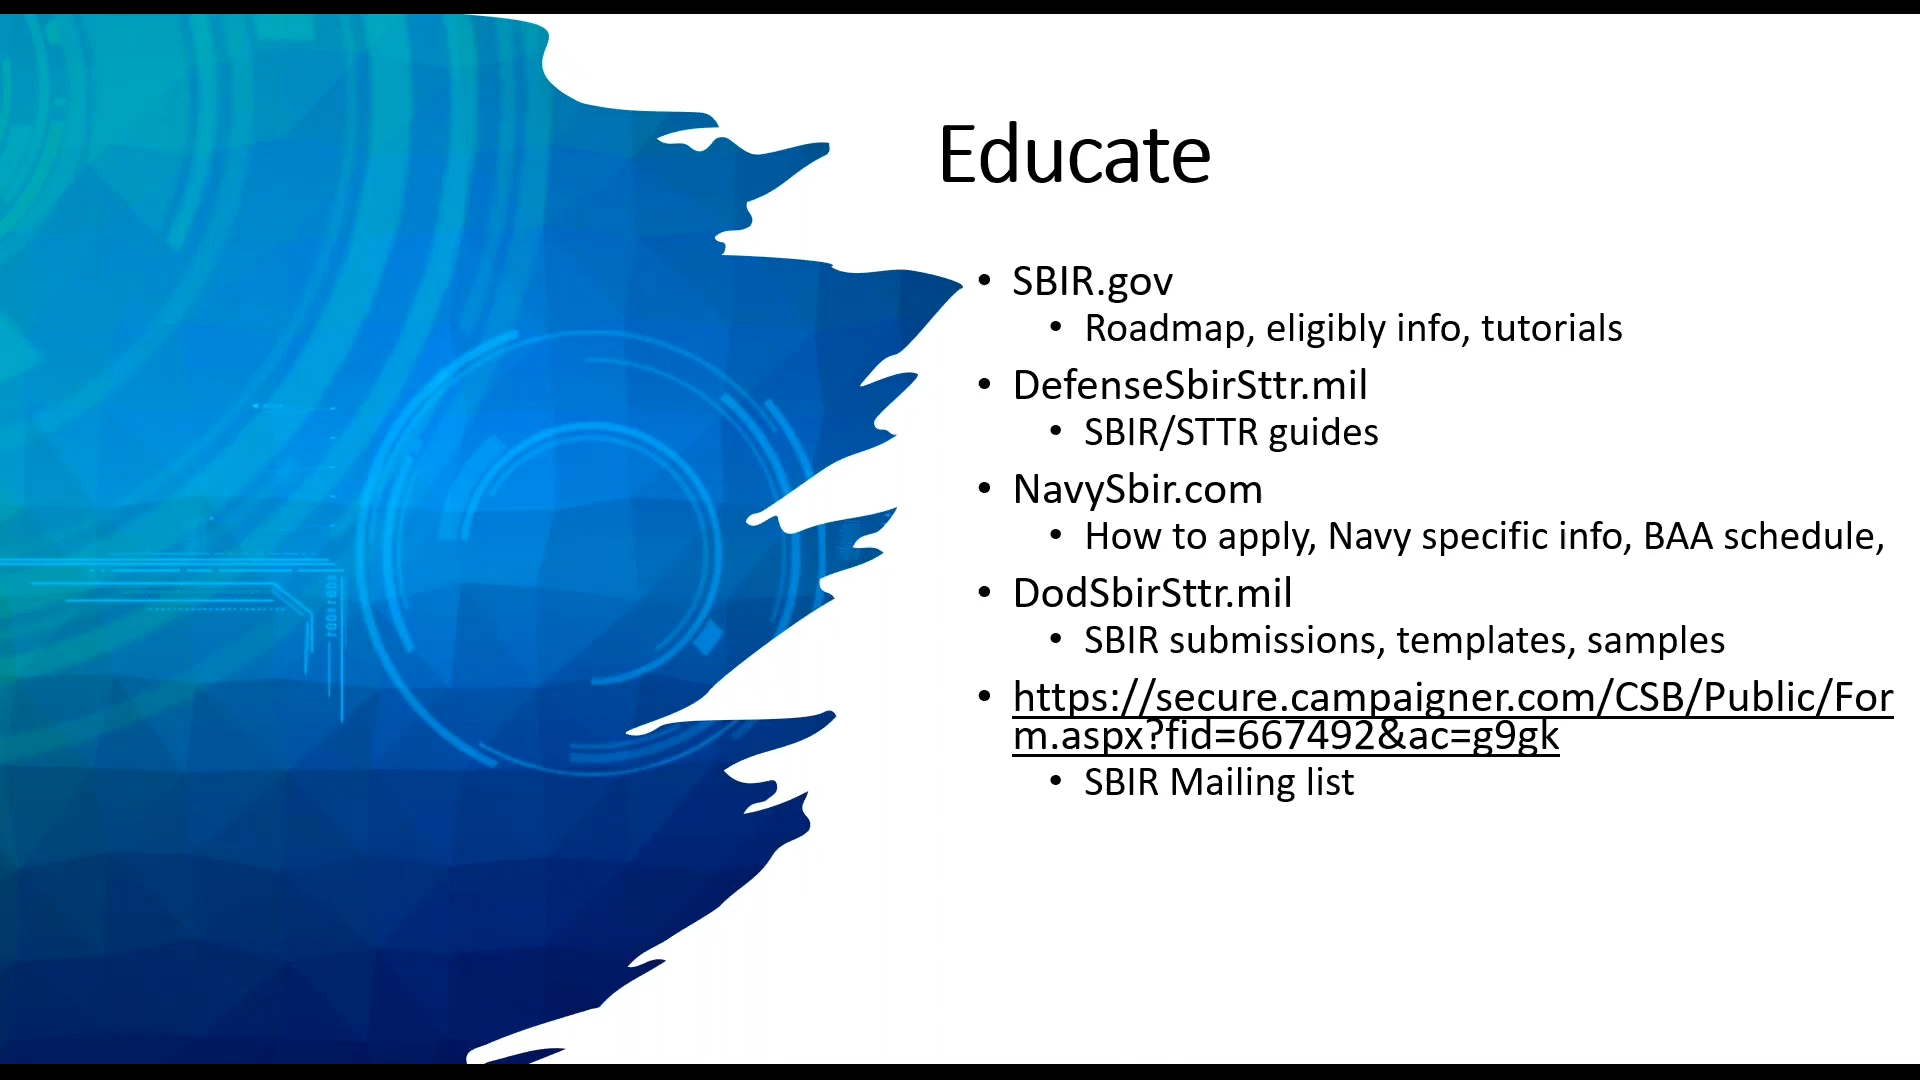 Educate
• SBIR.gov
• Roadmap, eligibly info, tutorials
• DefenseSbirSttr.mil
• SBIR/STTR guides
• NavySbir.com
• How to apply, Navy specific info, BAA schedule,
• DodSbirSttr.mil
• SBIR submissions, templates, samples
• https://secure.campaigner.com/CSB/Public/For
m.aspx?fid=667492&ac=g9gk
• SBIR Mailing list